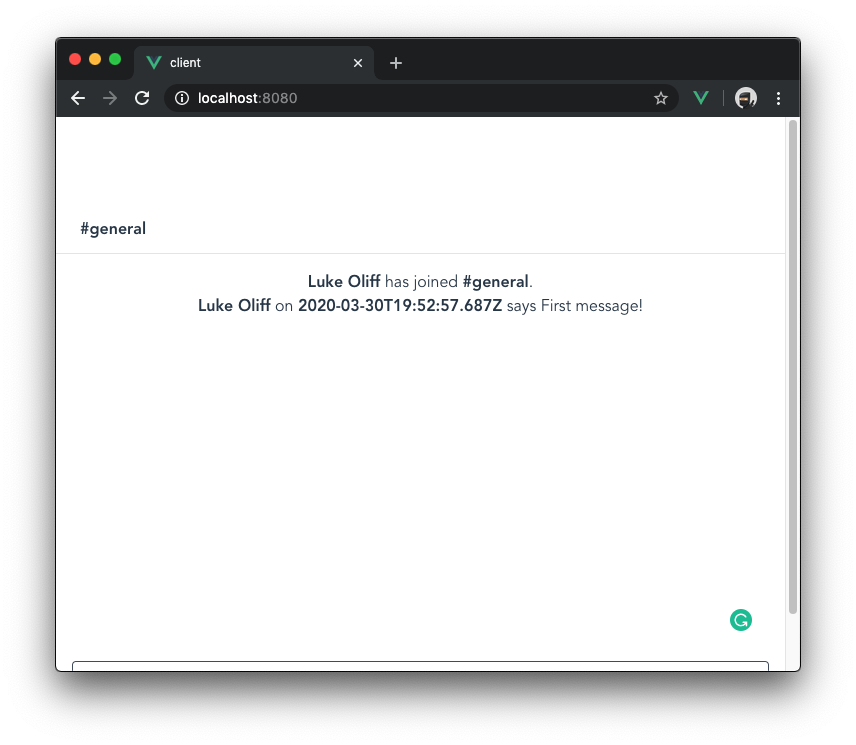 client
localhost:8080
#general
Luke Oliff has joined #general.
Luke Oliff on 2020-03-30T19:52:57.687Z says First message!